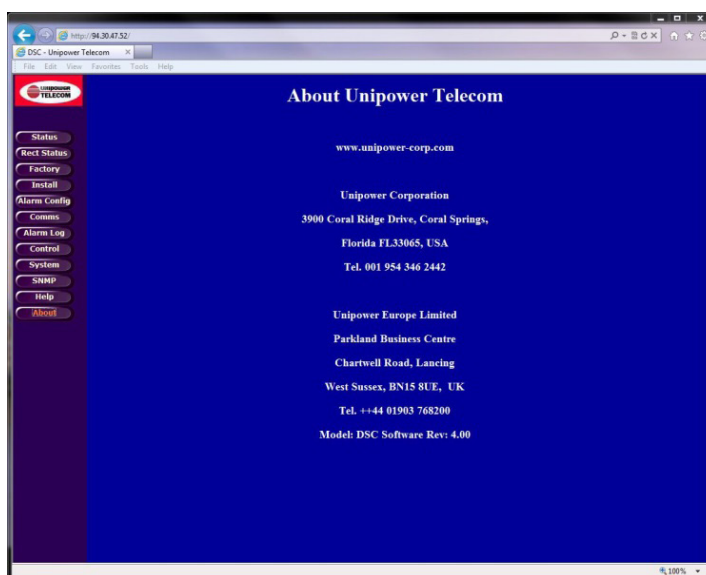 http://94.30.47.52/
DSC - Unipower Telecom
File Edit View Favorites Tools Help
UNIPOWER
TELECOM
Status
Rect Status
Factory
Install
Alarm Config
Comms
Alarm Log
Control
System
SNMP
Help
About
About Unipower Telecom
www.unipower-corp.com
Unipower Corporation
3900 Coral Ridge Drive, Coral Springs,
Florida FL33065, USA
Tel. 001 954 346 2442
Unipower Europe Limited
Parkland Business Centre
Chartwell Road, Lancing
West Sussex, BN15 8UE, UK
Tel. ++44 01903 768200
Model: DSC Software Rev: 4.00
100%